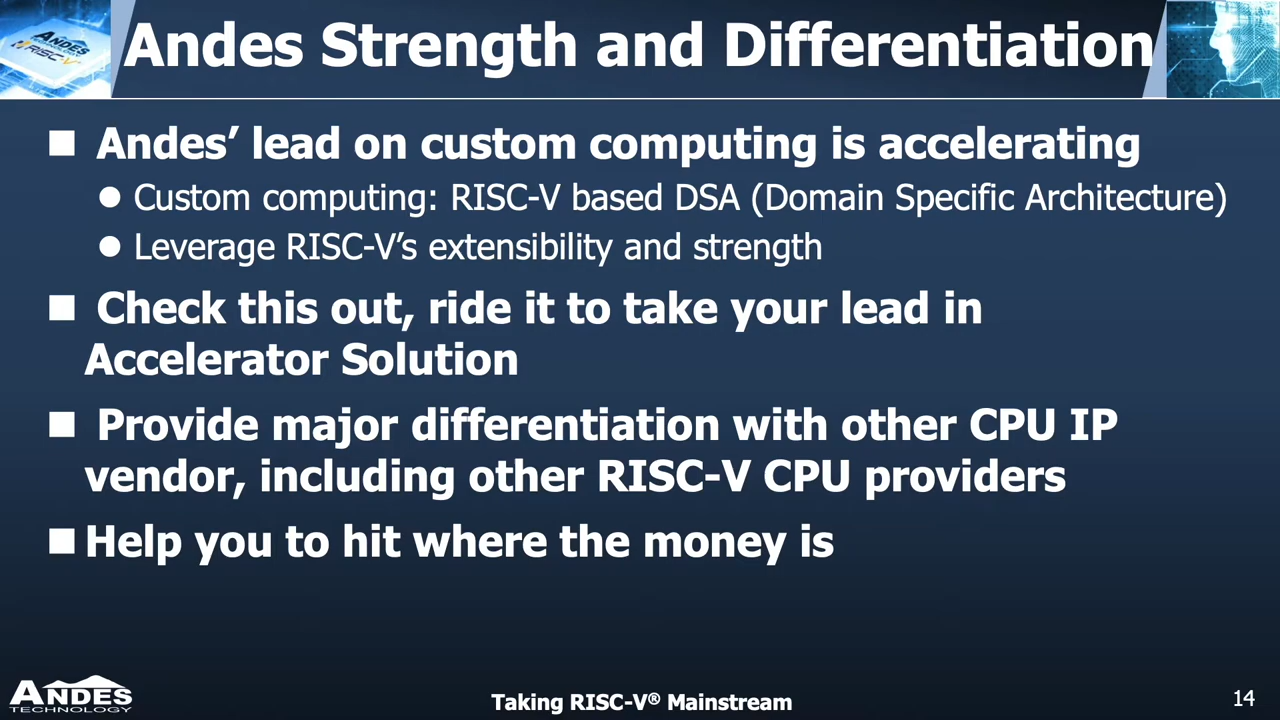 ANDES
RISC-V
Andes Strength and Differentiation
■ Andes’ lead on custom computing is accelerating
● Custom computing: RISC-V based DSA (Domain Specific Architecture)
● Leverage RISC-V’s extensibility and strength
■ Check this out, ride it to take your lead in
Accelerator Solution
■ Provide major differentiation with other CPU IP
vendor, including other RISC-V CPU providers
■ Help you to hit where the money is
ANDES
TECHNOLOGY
Taking RISC-V® Mainstream
14